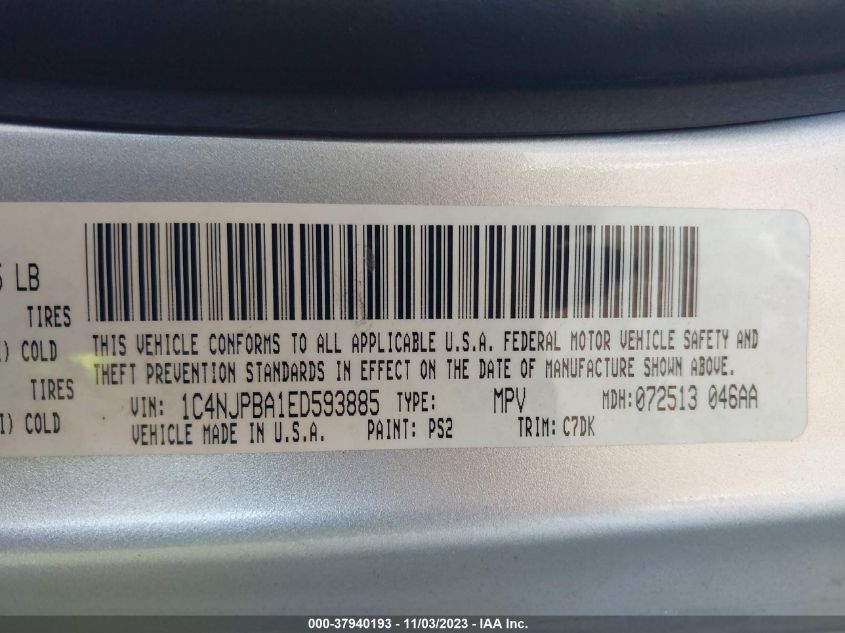 5 LB
TIRES
) COLD
TIRES
I) COLD
THIS VEHICLE CONFORMS TO ALL APPLICABLE U.S.A. FEDERAL MOTOR VEHICLE SAFETY AND
THEFT PREVENTION STANDARDS IN EFFECT ON THE DATE OF MANUFACTURE SHOWN ABOVE.
VIN: 1C4NJPBA1ED593885 TYPE: MPV MDH:072513 046AA
VEHICLE MADE IN U.S.A. PAINT: PS2 TRIM: C7DK
000-37940193 - 11/03/2023 - IAA Inc.